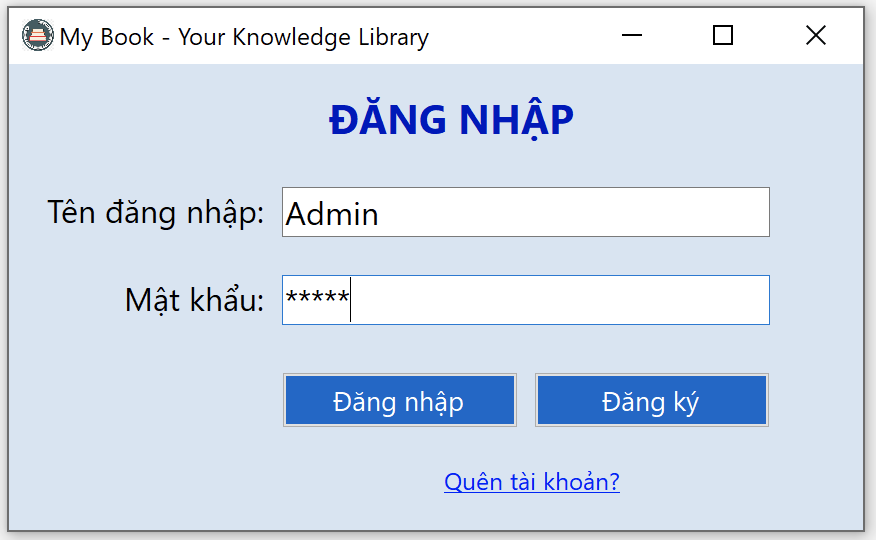 My Book - Your Knowledge Library
ĐĂNG NHẬP
Tên đăng nhập: Admin
Mật khẩu: *****
Đăng nhập Đăng ký
Quên tài khoản?